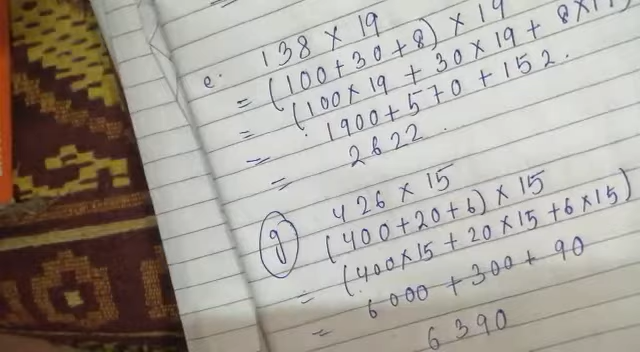 e. 138 × 19
= (100+30+8) × 19
= (100×19 + 30×19 + 8×19
= 1900+570+152.
= 2622.
g 426 × 15
(400+20+6) × 15
= (400×15 + 20×15 + 6×15)
= 6000 + 300 + 90
6390